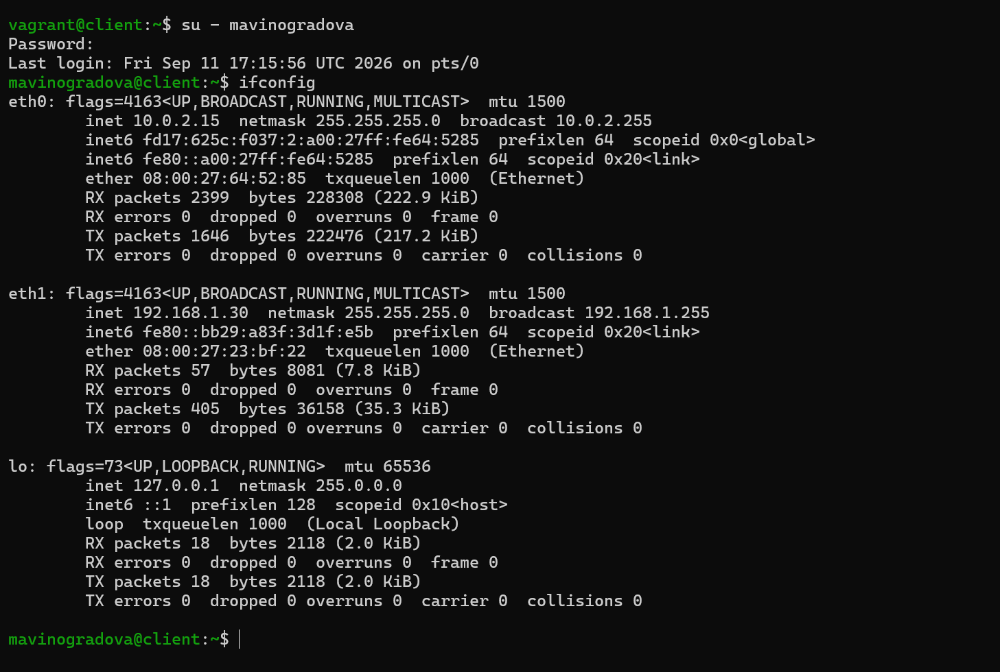 vagrant@client:~$ su - mavinogradova
Password:
Last login: Fri Sep 11 17:15:56 UTC 2026 on pts/0
mavinogradova@client:~$ ifconfig
eth0: flags=4163<UP,BROADCAST,RUNNING,MULTICAST>  mtu 1500
        inet 10.0.2.15  netmask 255.255.255.0  broadcast 10.0.2.255
        inet6 fd17:625c:f037:2:a00:27ff:fe64:5285  prefixlen 64  scopeid 0x0<global>
        inet6 fe80::a00:27ff:fe64:5285  prefixlen 64  scopeid 0x20<link>
        ether 08:00:27:64:52:85  txqueuelen 1000  (Ethernet)
        RX packets 2399  bytes 228308 (222.9 KiB)
        RX errors 0  dropped 0  overruns 0  frame 0
        TX packets 1646  bytes 222476 (217.2 KiB)
        TX errors 0  dropped 0 overruns 0  carrier 0  collisions 0

eth1: flags=4163<UP,BROADCAST,RUNNING,MULTICAST>  mtu 1500
        inet 192.168.1.30  netmask 255.255.255.0  broadcast 192.168.1.255
        inet6 fe80::bb29:a83f:3d1f:e5b  prefixlen 64  scopeid 0x20<link>
        ether 08:00:27:23:bf:22  txqueuelen 1000  (Ethernet)
        RX packets 57  bytes 8081 (7.8 KiB)
        RX errors 0  dropped 0  overruns 0  frame 0
        TX packets 405  bytes 36158 (35.3 KiB)
        TX errors 0  dropped 0 overruns 0  carrier 0  collisions 0

lo: flags=73<UP,LOOPBACK,RUNNING>  mtu 65536
        inet 127.0.0.1  netmask 255.0.0.0
        inet6 ::1  prefixlen 128  scopeid 0x10<host>
        loop  txqueuelen 1000  (Local Loopback)
        RX packets 18  bytes 2118 (2.0 KiB)
        RX errors 0  dropped 0  overruns 0  frame 0
        TX packets 18  bytes 2118 (2.0 KiB)
        TX errors 0  dropped 0 overruns 0  carrier 0  collisions 0

mavinogradova@client:~$